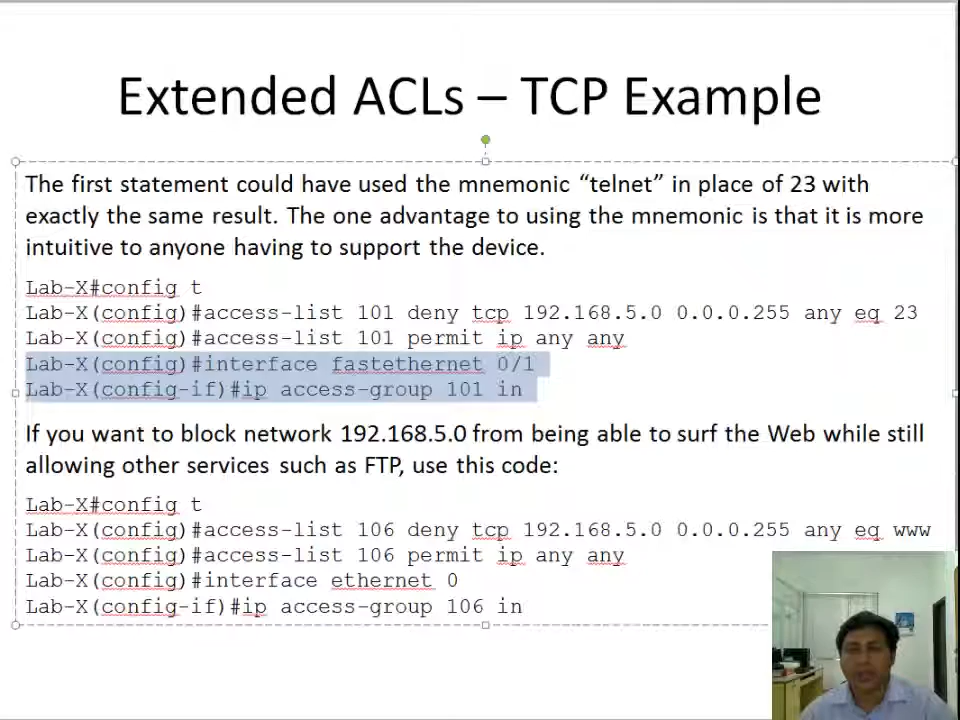 Extended ACLs – TCP Example
The first statement could have used the mnemonic “telnet” in place of 23 with
exactly the same result. The one advantage to using the mnemonic is that it is more
intuitive to anyone having to support the device.
Lab-X#config t
Lab-X(config)#access-list 101 deny tcp 192.168.5.0 0.0.0.255 any eq 23
Lab-X(config)#access-list 101 permit ip any any
Lab-X(config)#interface fastethernet 0/1
Lab-X(config-if)#ip access-group 101 in
If you want to block network 192.168.5.0 from being able to surf the Web while still
allowing other services such as FTP, use this code:
Lab-X#config t
Lab-X(config)#access-list 106 deny tcp 192.168.5.0 0.0.0.255 any eq www
Lab-X(config)#access-list 106 permit ip any any
Lab-X(config)#interface ethernet 0
Lab-X(config-if)#ip access-group 106 in